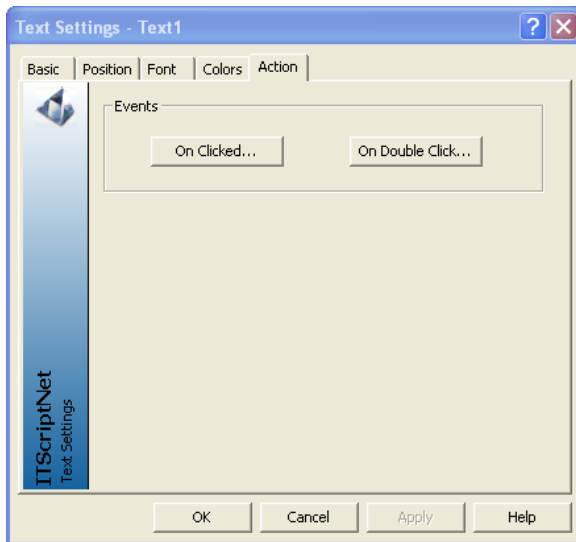 Text Settings - Text1
?
X
Basic Position Font Colors Action
Events
On Clicked... On Double Click...
ITScriptNet
Text Settings
OK Cancel Apply Help